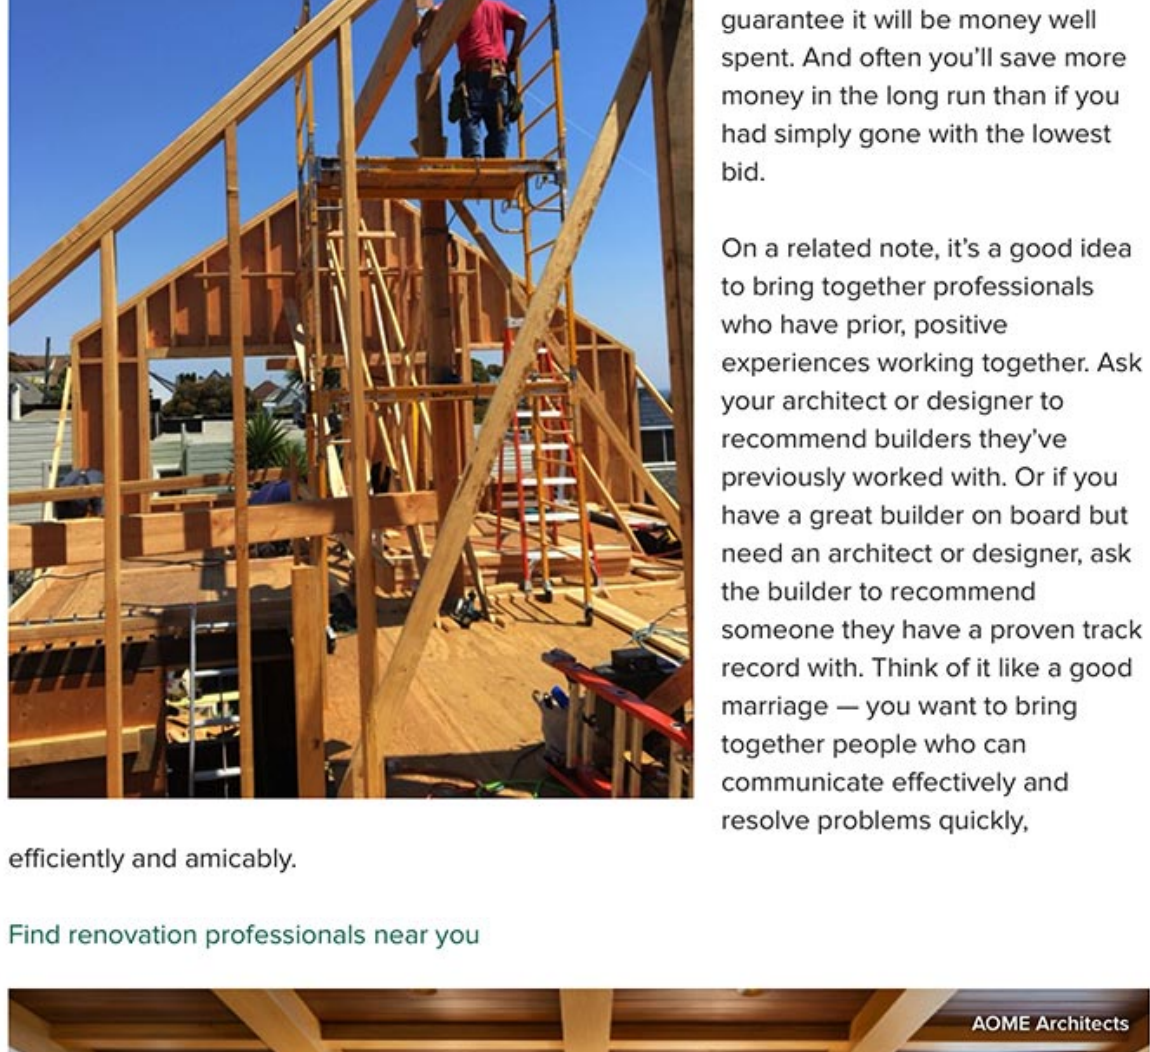 guarantee it will be money well
spent. And often you’ll save more
money in the long run than if you
had simply gone with the lowest
bid.
On a related note, it’s a good idea
to bring together professionals
who have prior, positive
experiences working together. Ask
your architect or designer to
recommend builders they’ve
previously worked with. Or if you
have a great builder on board but
need an architect or designer, ask
the builder to recommend
someone they have a proven track
record with. Think of it like a good
marriage — you want to bring
together people who can
communicate effectively and
resolve problems quickly,
efficiently and amicably.
Find renovation professionals near you
AOME Architects